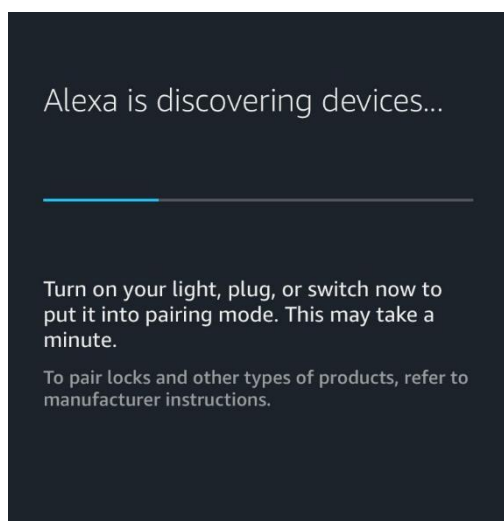 Alexa is discovering devices...
Turn on your light, plug, or switch now to
put it into pairing mode. This may take a
minute.
To pair locks and other types of products, refer to
manufacturer instructions.